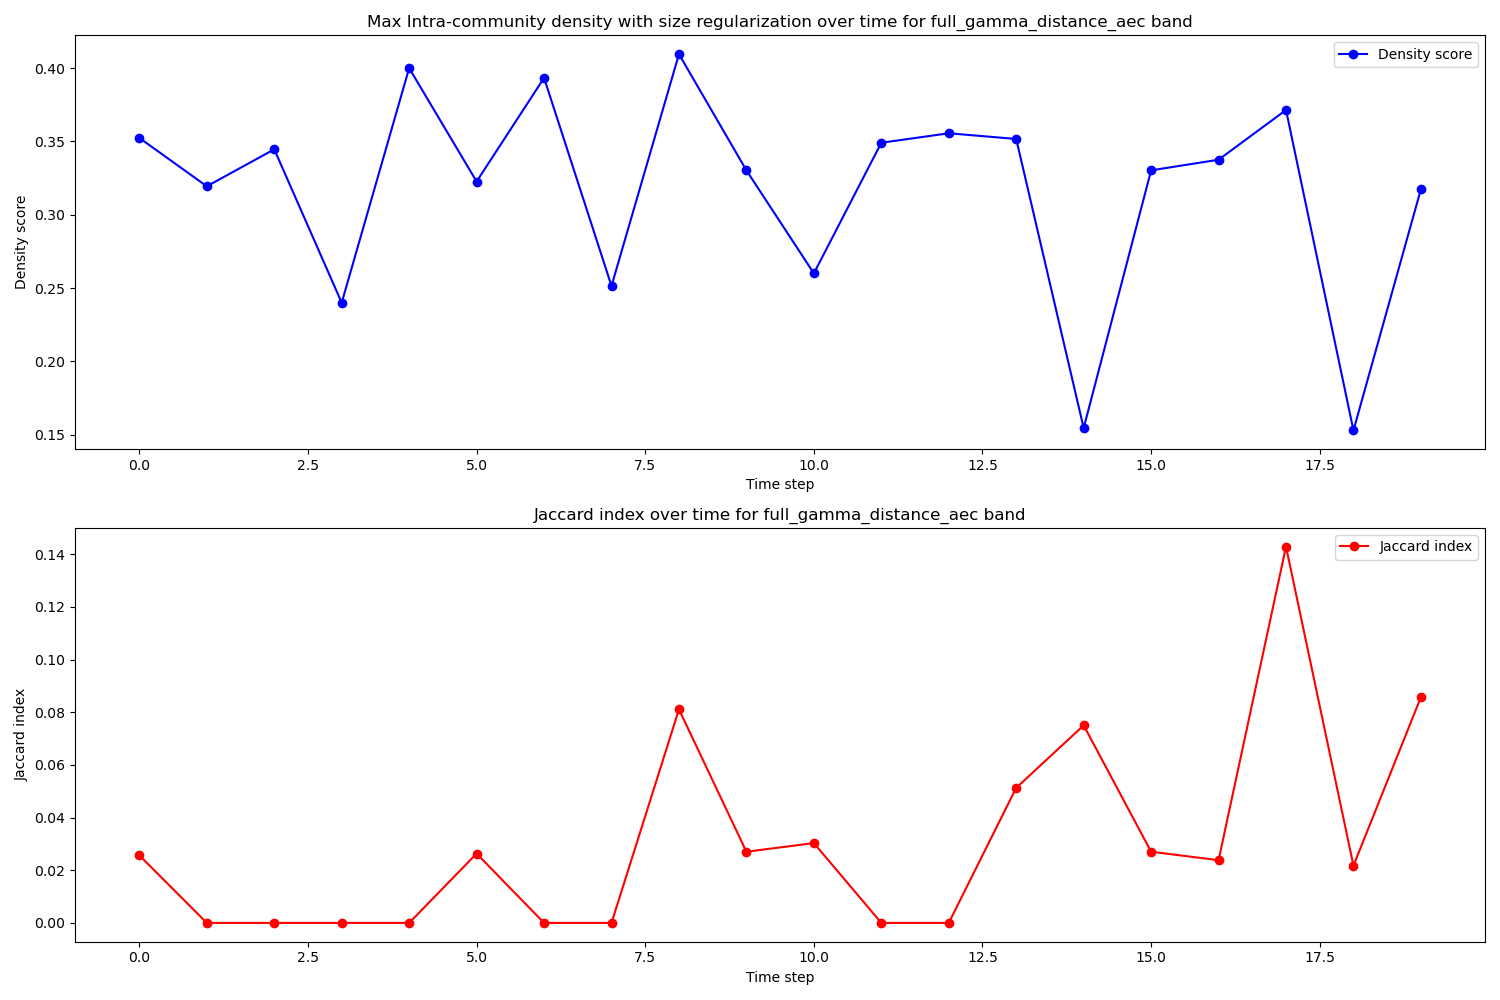 Max Intra-community density with size regularization over time for full_gamma_distance_aec band
Density score
0.40
0.35
0.30
0.25
0.20
0.15
Density score
0.0 2.5 5.0 7.5 10.0 12.5 15.0 17.5
Time step
Jaccard index over time for full_gamma_distance_aec band
Jaccard index
0.14
0.12
0.10
0.08
0.06
0.04
0.02
0.00
Jaccard index
0.0 2.5 5.0 7.5 10.0 12.5 15.0 17.5
Time step